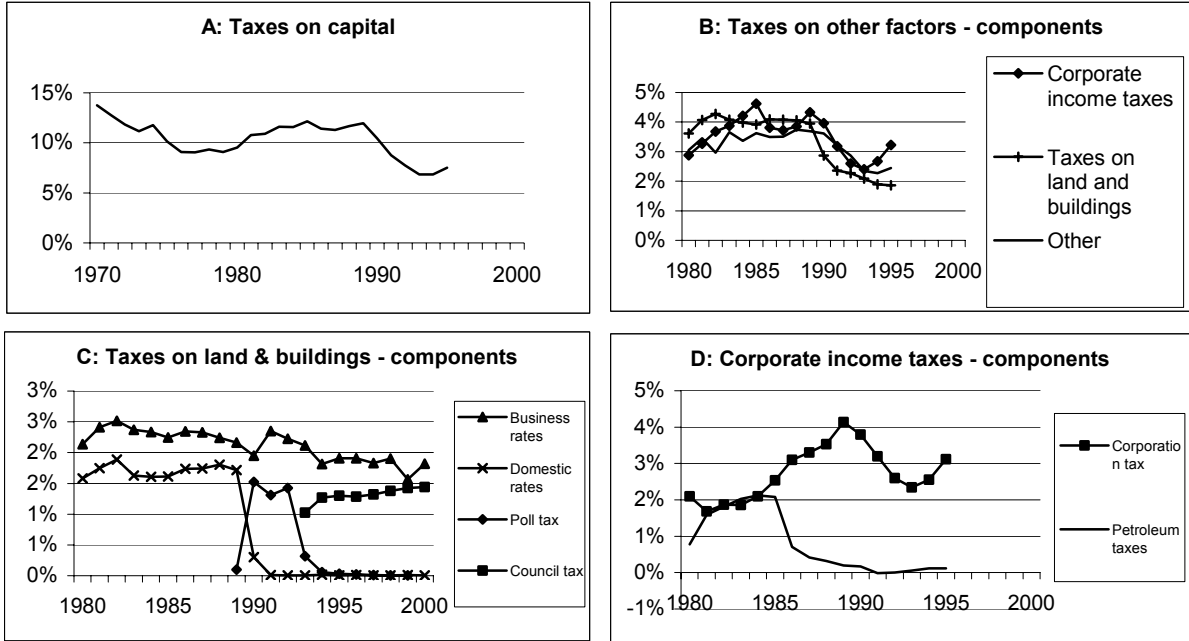 A: Taxes on capital
15%
10%
5%
0%
1970 1980 1990 2000
B: Taxes on other factors - components
5%
4%
3%
2%
1%
0%
1980 1985 1990 1995 2000
Corporate
income taxes
Taxes on
land and
buildings
Other
C: Taxes on land & buildings - components
3%
3%
2%
2%
1%
1%
0%
1980 1985 1990 1995 2000
Business
rates
Domestic
rates
Poll tax
Council tax
D: Corporate income taxes - components
5%
4%
3%
2%
1%
0%
-1%
1980 1985 1990 1995 2000
Corporatio
n tax
Petroleum
taxes